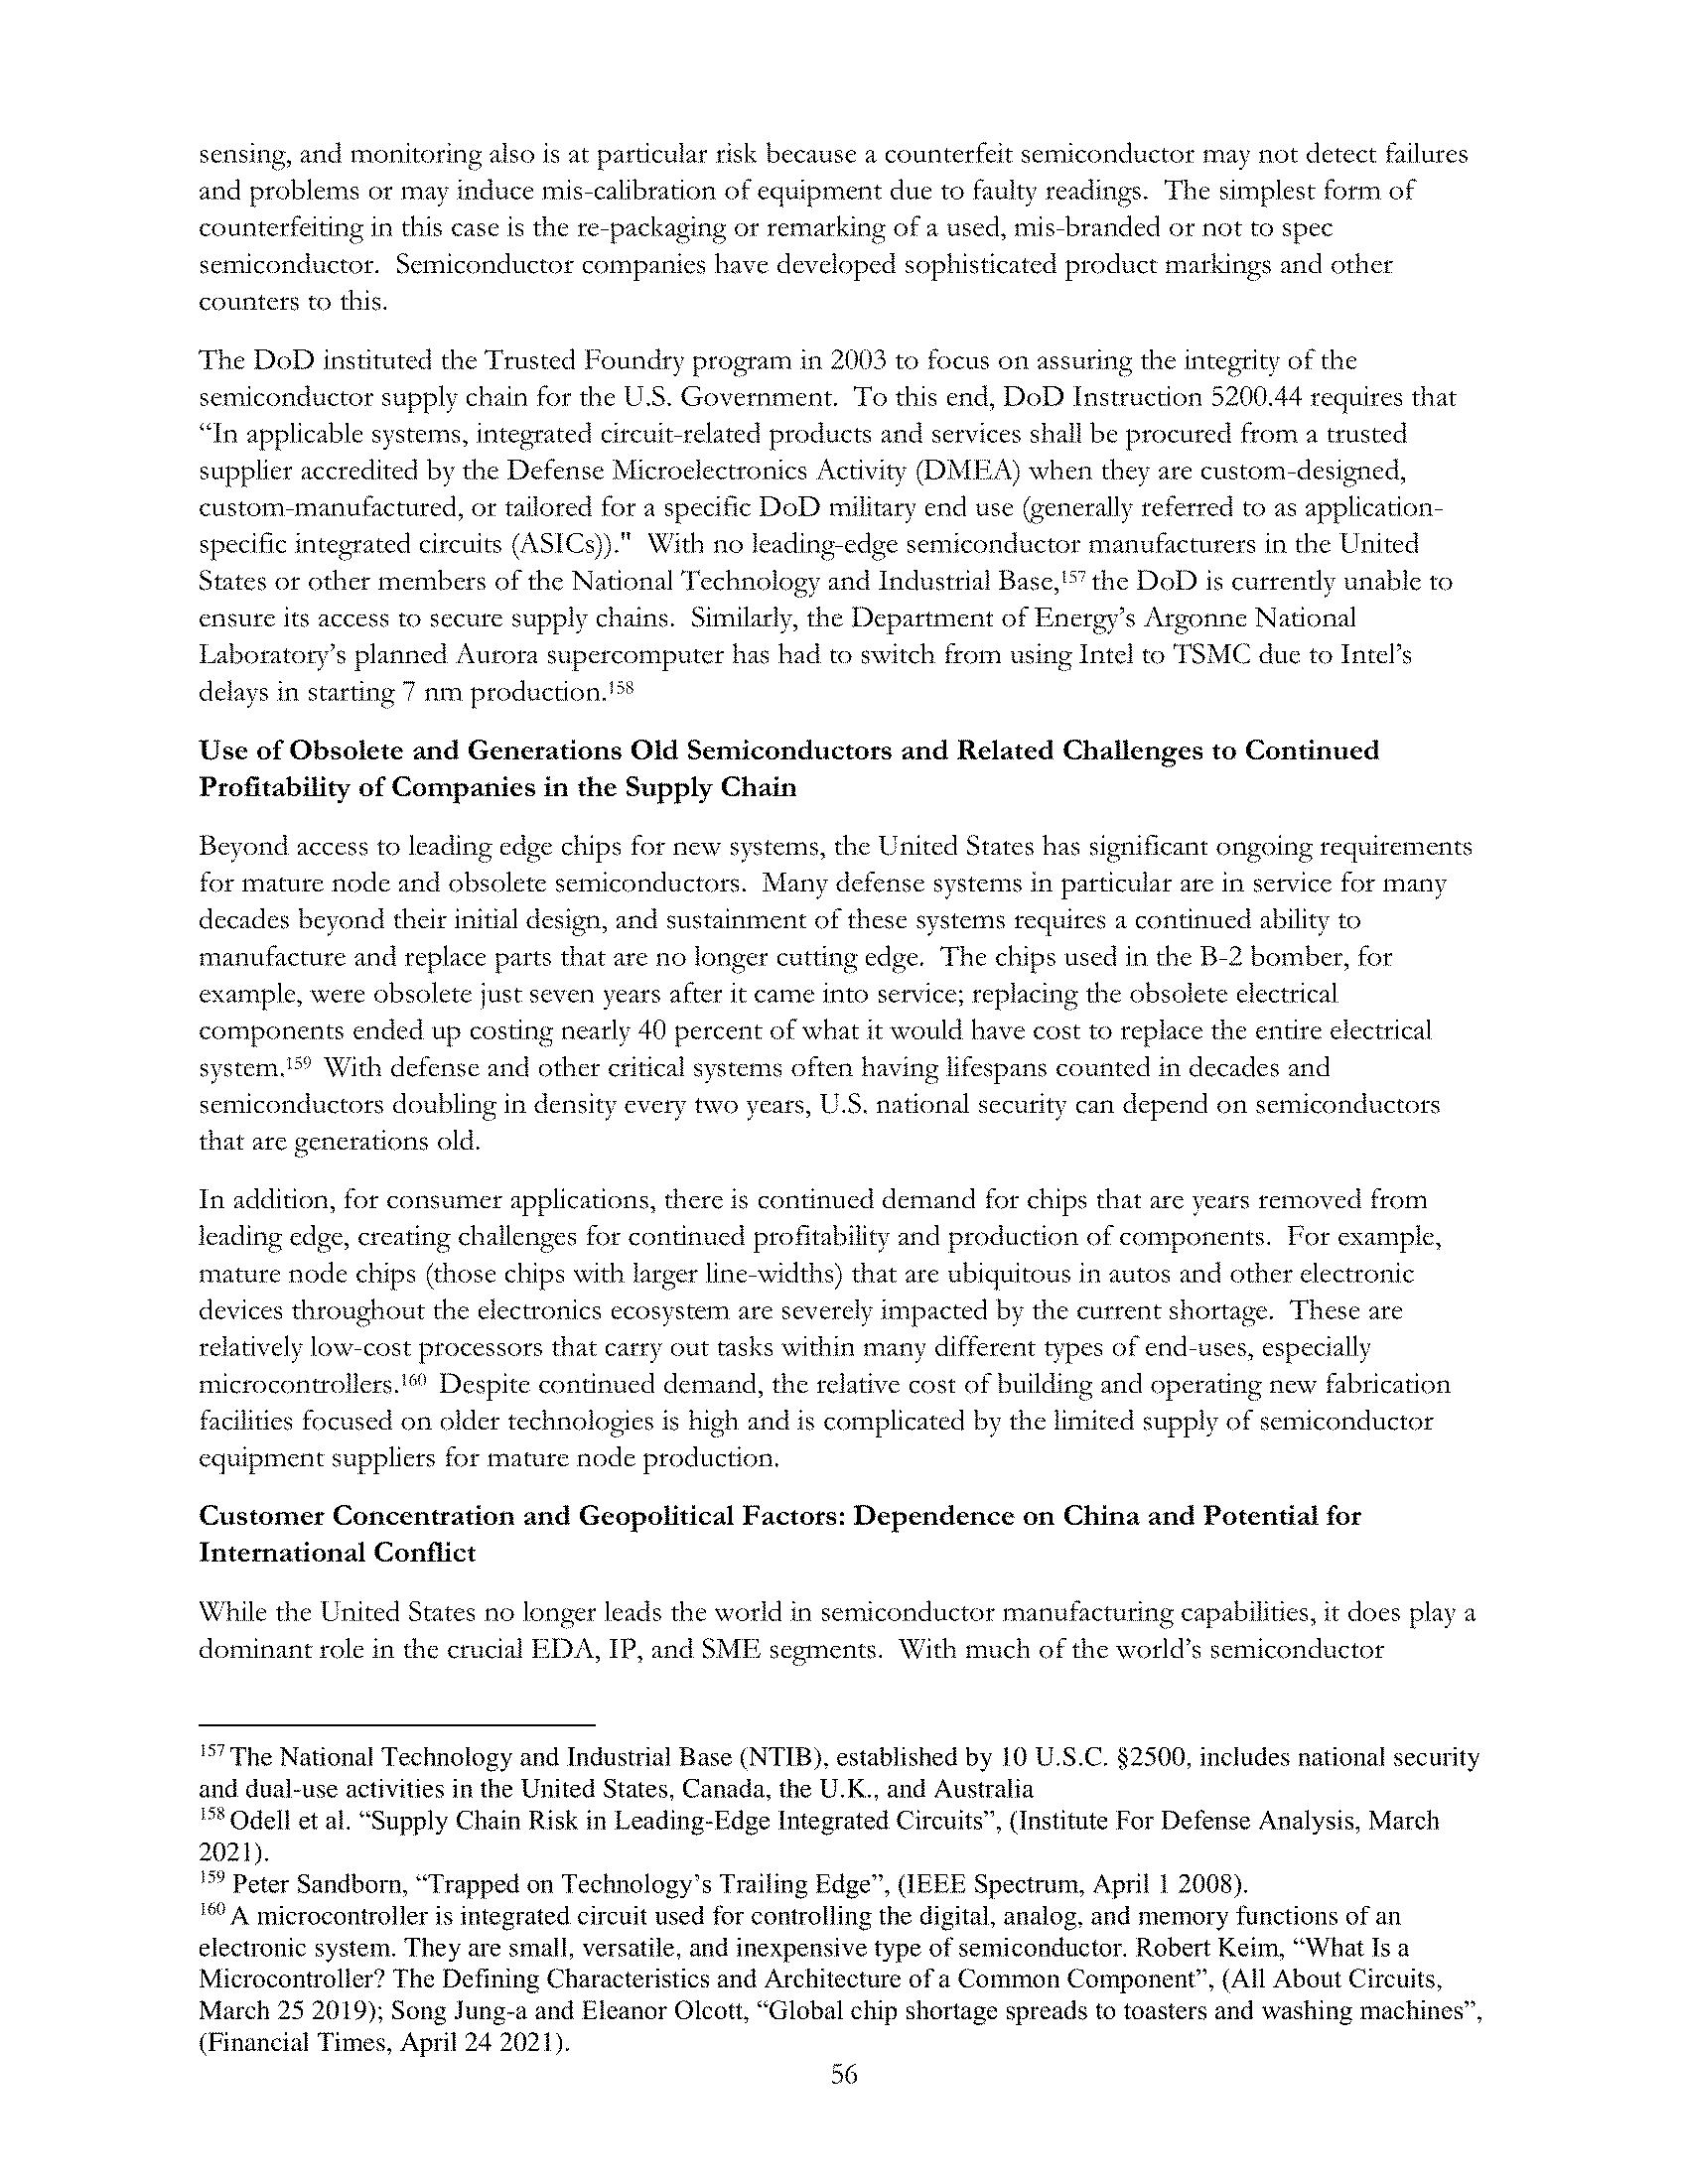 sensing, and monitoring also is at particular risk because a counterfeit semiconductor may not detect failures
and problems or may induce mis-calibration of equipment due to faulty readings.  The simplest form of
counterfeiting in this case is the re-packaging or remarking of a used, mis-branded or not to spec
semiconductor.  Semiconductor companies have developed sophisticated product markings and other
counters to this.
The DoD instituted the Trusted Foundry program in 2003 to focus on assuring the integrity of the
semiconductor supply chain for the U.S. Government.  To this end, DoD Instruction 5200.44 requires that
“In applicable systems, integrated circuit-related products and services shall be procured from a trusted
supplier accredited by the Defense Microelectronics Activity (DMEA) when they are custom-designed,
custom-manufactured, or tailored for a specific DoD military end use (generally referred to as application-
specific integrated circuits (ASICs))."  With no leading-edge semiconductor manufacturers in the United
States or other members of the National Technology and Industrial Base,157 the DoD is currently unable to
ensure its access to secure supply chains.  Similarly, the Department of Energy’s Argonne National
Laboratory’s planned Aurora supercomputer has had to switch from using Intel to TSMC due to Intel’s
delays in starting 7 nm production.158
Use of Obsolete and Generations Old Semiconductors and Related Challenges to Continued
Profitability of Companies in the Supply Chain
Beyond access to leading edge chips for new systems, the United States has significant ongoing requirements
for mature node and obsolete semiconductors.  Many defense systems in particular are in service for many
decades beyond their initial design, and sustainment of these systems requires a continued ability to
manufacture and replace parts that are no longer cutting edge.  The chips used in the B-2 bomber, for
example, were obsolete just seven years after it came into service; replacing the obsolete electrical
components ended up costing nearly 40 percent of what it would have cost to replace the entire electrical
system.159 With defense and other critical systems often having lifespans counted in decades and
semiconductors doubling in density every two years, U.S. national security can depend on semiconductors
that are generations old.
In addition, for consumer applications, there is continued demand for chips that are years removed from
leading edge, creating challenges for continued profitability and production of components.  For example,
mature node chips (those chips with larger line-widths) that are ubiquitous in autos and other electronic
devices throughout the electronics ecosystem are severely impacted by the current shortage.  These are
relatively low-cost processors that carry out tasks within many different types of end-uses, especially
microcontrollers.160 Despite continued demand, the relative cost of building and operating new fabrication
facilities focused on older technologies is high and is complicated by the limited supply of semiconductor
equipment suppliers for mature node production.
Customer Concentration and Geopolitical Factors: Dependence on China and Potential for
International Conflict
While the United States no longer leads the world in semiconductor manufacturing capabilities, it does play a
dominant role in the crucial EDA, IP, and SME segments.  With much of the world’s semiconductor
157 The National Technology and Industrial Base (NTIB), established by 10 U.S.C. §2500, includes national security
and dual-use activities in the United States, Canada, the U.K., and Australia
158 Odell et al. “Supply Chain Risk in Leading-Edge Integrated Circuits”, (Institute For Defense Analysis, March
2021).
159 Peter Sandborn, “Trapped on Technology’s Trailing Edge”, (IEEE Spectrum, April 1 2008).
160 A microcontroller is integrated circuit used for controlling the digital, analog, and memory functions of an
electronic system. They are small, versatile, and inexpensive type of semiconductor. Robert Keim, “What Is a
Microcontroller? The Defining Characteristics and Architecture of a Common Component”, (All About Circuits,
March 25 2019); Song Jung-a and Eleanor Olcott, “Global chip shortage spreads to toasters and washing machines”,
(Financial Times, April 24 2021).
56